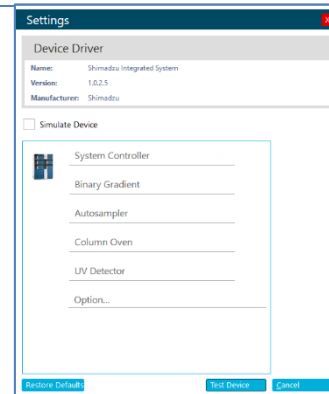 Settings
X
Device Driver
Name: Shimadzu Integrated System
Version: 1.0.2.5
Manufacturer: Shimadzu
Simulate Device
System Controller
Binary Gradient
Autosampler
Column Oven
UV Detector
Option...
Restore Defaults Test Device Cancel